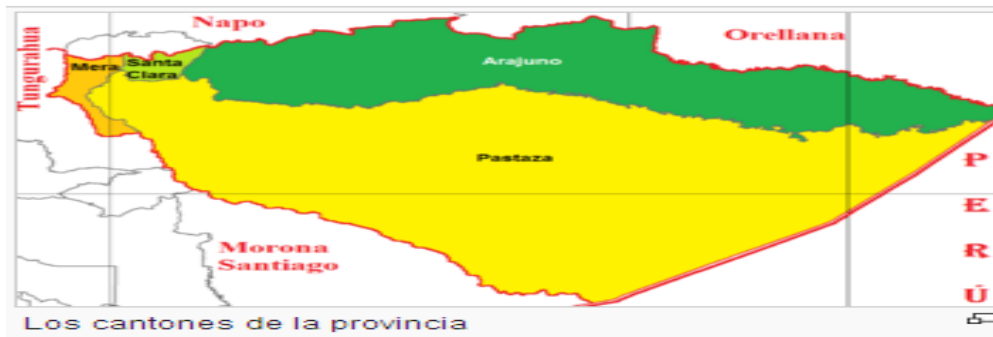 Napo
Orellana
Tungurahua
Mera
Santa
Clara
Arajuno
Pastaza
P
E
R
Ú
Morona
Santiago
Los cantones de la provincia